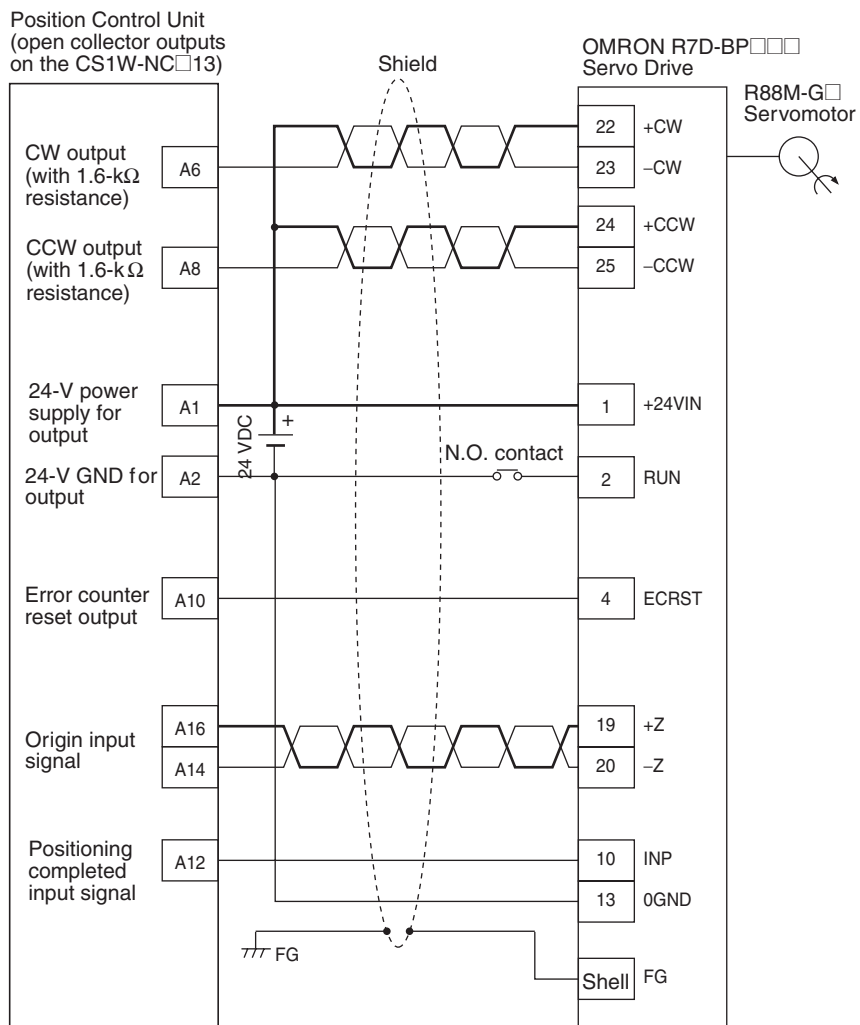 Position Control Unit
(open collector outputs
on the CS1W-NC□13)
Shield
OMRON R7D-BP□□□
Servo Drive
R88M-G□
Servomotor
CW output
(with 1.6-kΩ
resistance)
A6
22 +CW
23 −CW
CCW output
(with 1.6-kΩ
resistance)
A8
24 +CCW
25 −CCW
24-V power
supply for
output
A1
1 +24VIN
24 VDC
+
24-V GND for
output
A2
N.O. contact
2 RUN
Error counter
reset output
A10
4 ECRST
Origin input
signal
A16
A14
19 +Z
20 −Z
Positioning
completed
input signal
A12
10 INP
13 0GND
FG
Shell FG